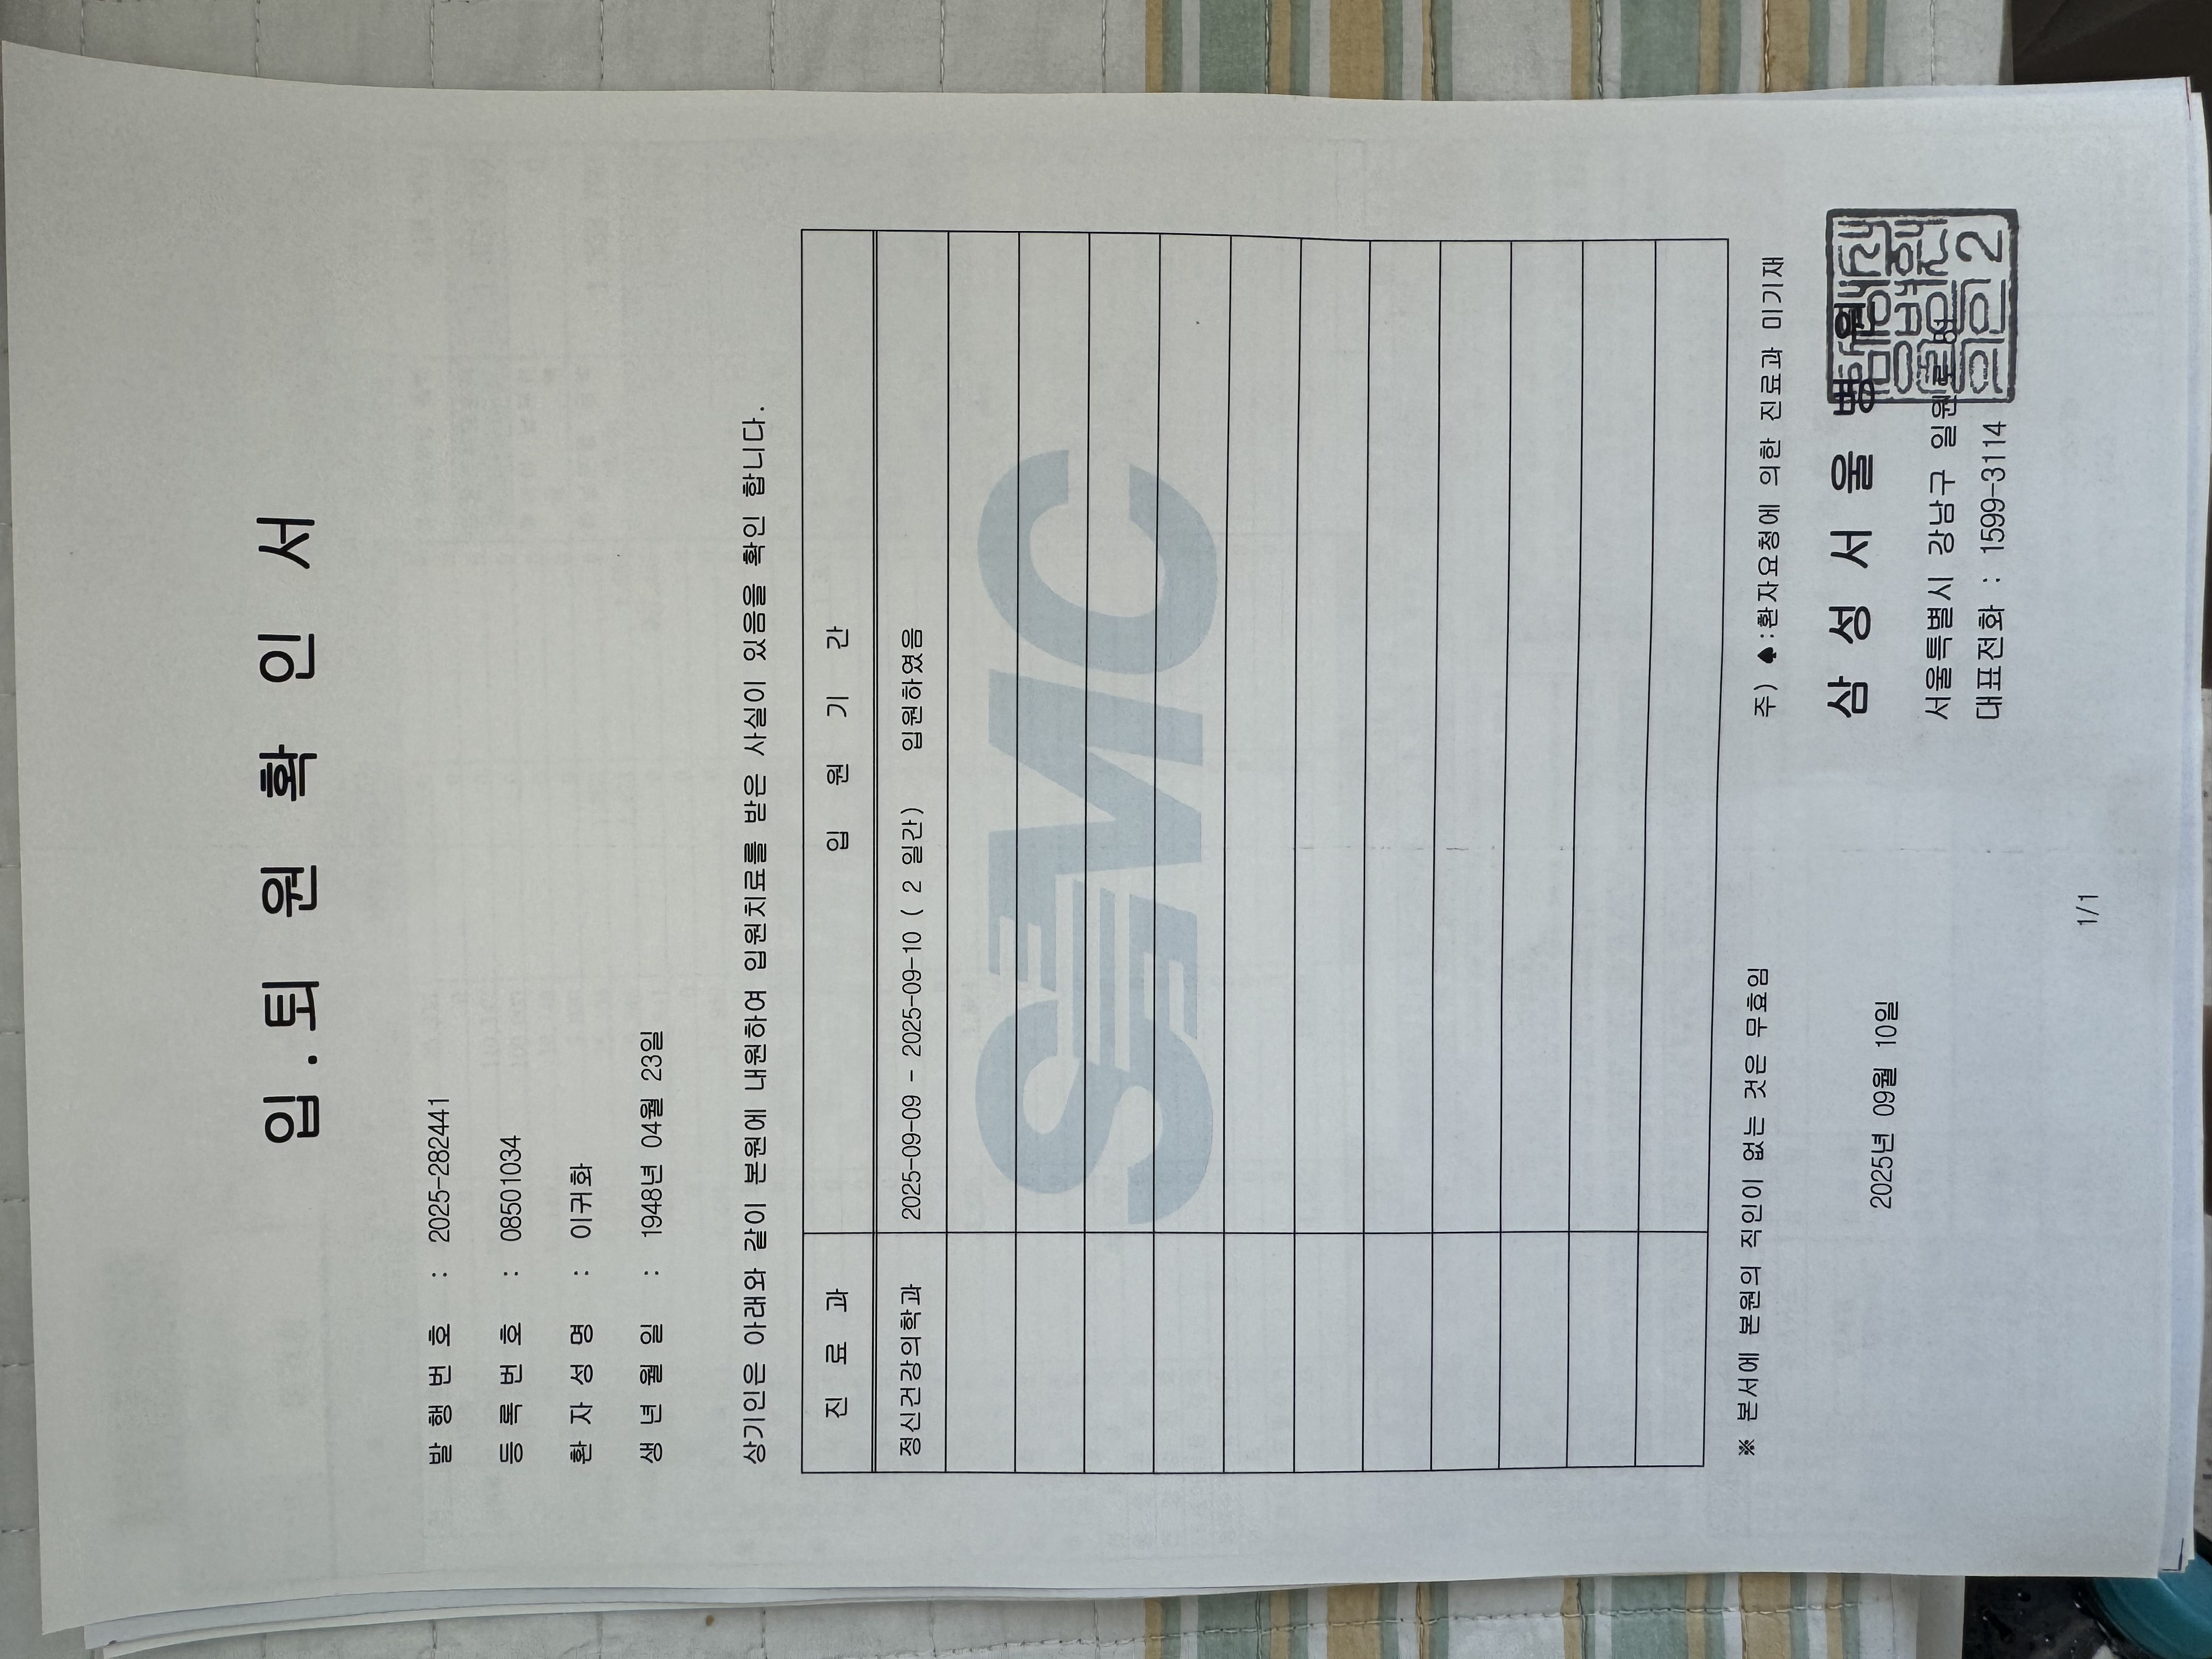 입.퇴 원 확 인 서
발 행 번 호 : 2025-282441
등 록 번 호 : 08501034
환 자 성 명 : 이귀화
생 년 월 일 : 1948년 04월 23일
상기인은 아래와 같이 본원에 내원하여 입원치료를 받은 사실이 있음을 확인 합니다.
진 료 과 입 원 기 간
정신건강의학과 2025-09-09 - 2025-09-10 ( 2 일간) 입원하였음
SMC
※ 본서에 본원의 직인이 없는 것은 무효임 주) ♠:환자요청에 의한 진료과 미기재
2025년 09월 10일 삼 성 서 울 병 원
서울특별시 강남구 일원로
대표전화 : 1599-3114
1/1